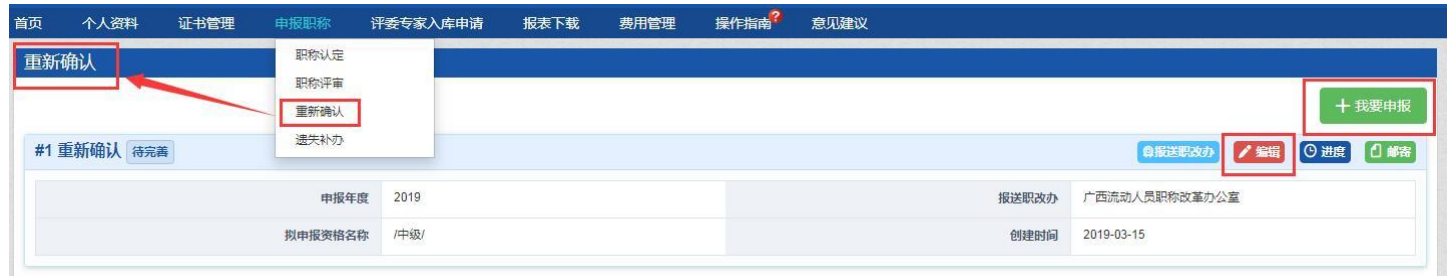 首页 个人资料 证书管理 申报职称 评委专家入库申请 报表下载 费用管理 操作指南? 意见建议
重新确认
职称认定
职称评审
重新确认
遗失补办
+ 我要申报
#1 重新确认 待完善 报送职改办 编辑 进度 邮寄
申报年度 2019 报送职改办 广西流动人员职称改革办公室
拟申报资格名称 /中级/ 创建时间 2019-03-15